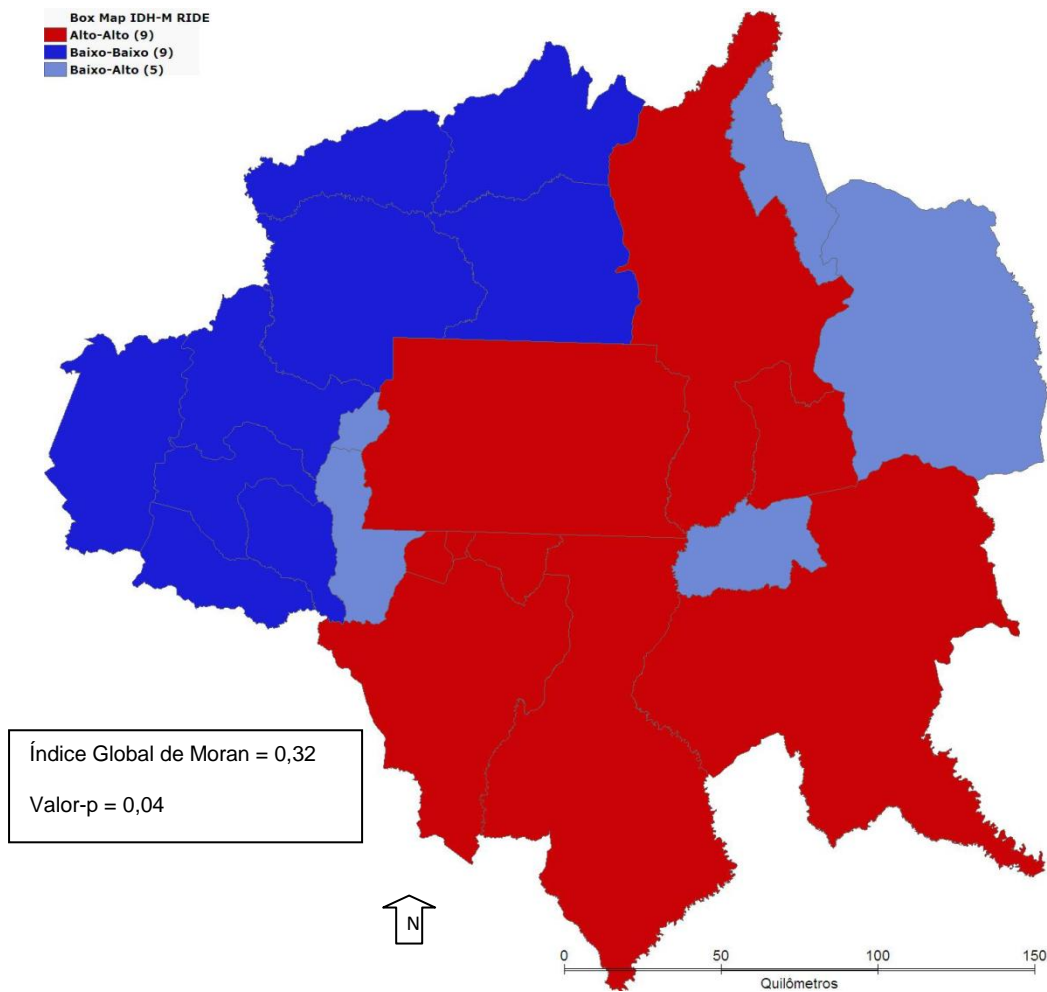 Box Map IDH-M RIDE
Alto-Alto (9)
Baixo-Baixo (9)
Baixo-Alto (5)
Índice Global de Moran = 0,32
Valor-p = 0,04
N
0 50 100 150
Quilômetros